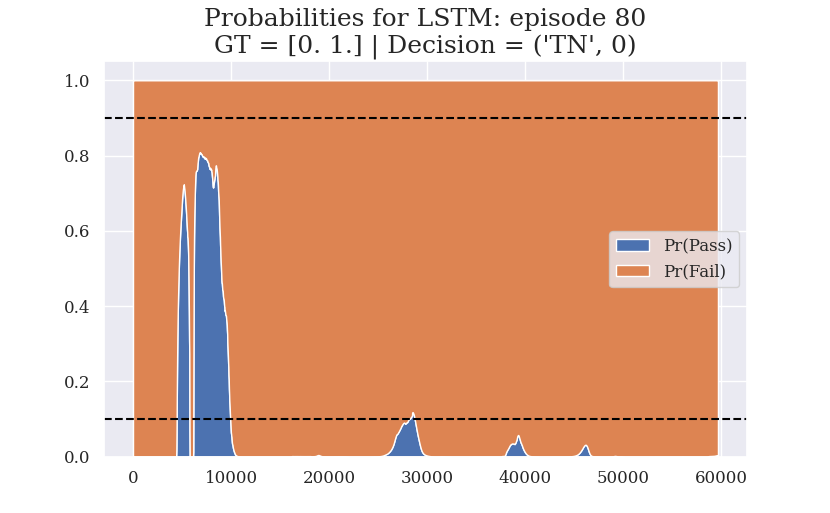 Probabilities for LSTM: episode 80
GT = [0. 1.] | Decision = ('TN', 0)
1.0
0.8
0.6
0.4
0.2
0.0
Pr(Pass)
Pr(Fail)
0 10000 20000 30000 40000 50000 60000